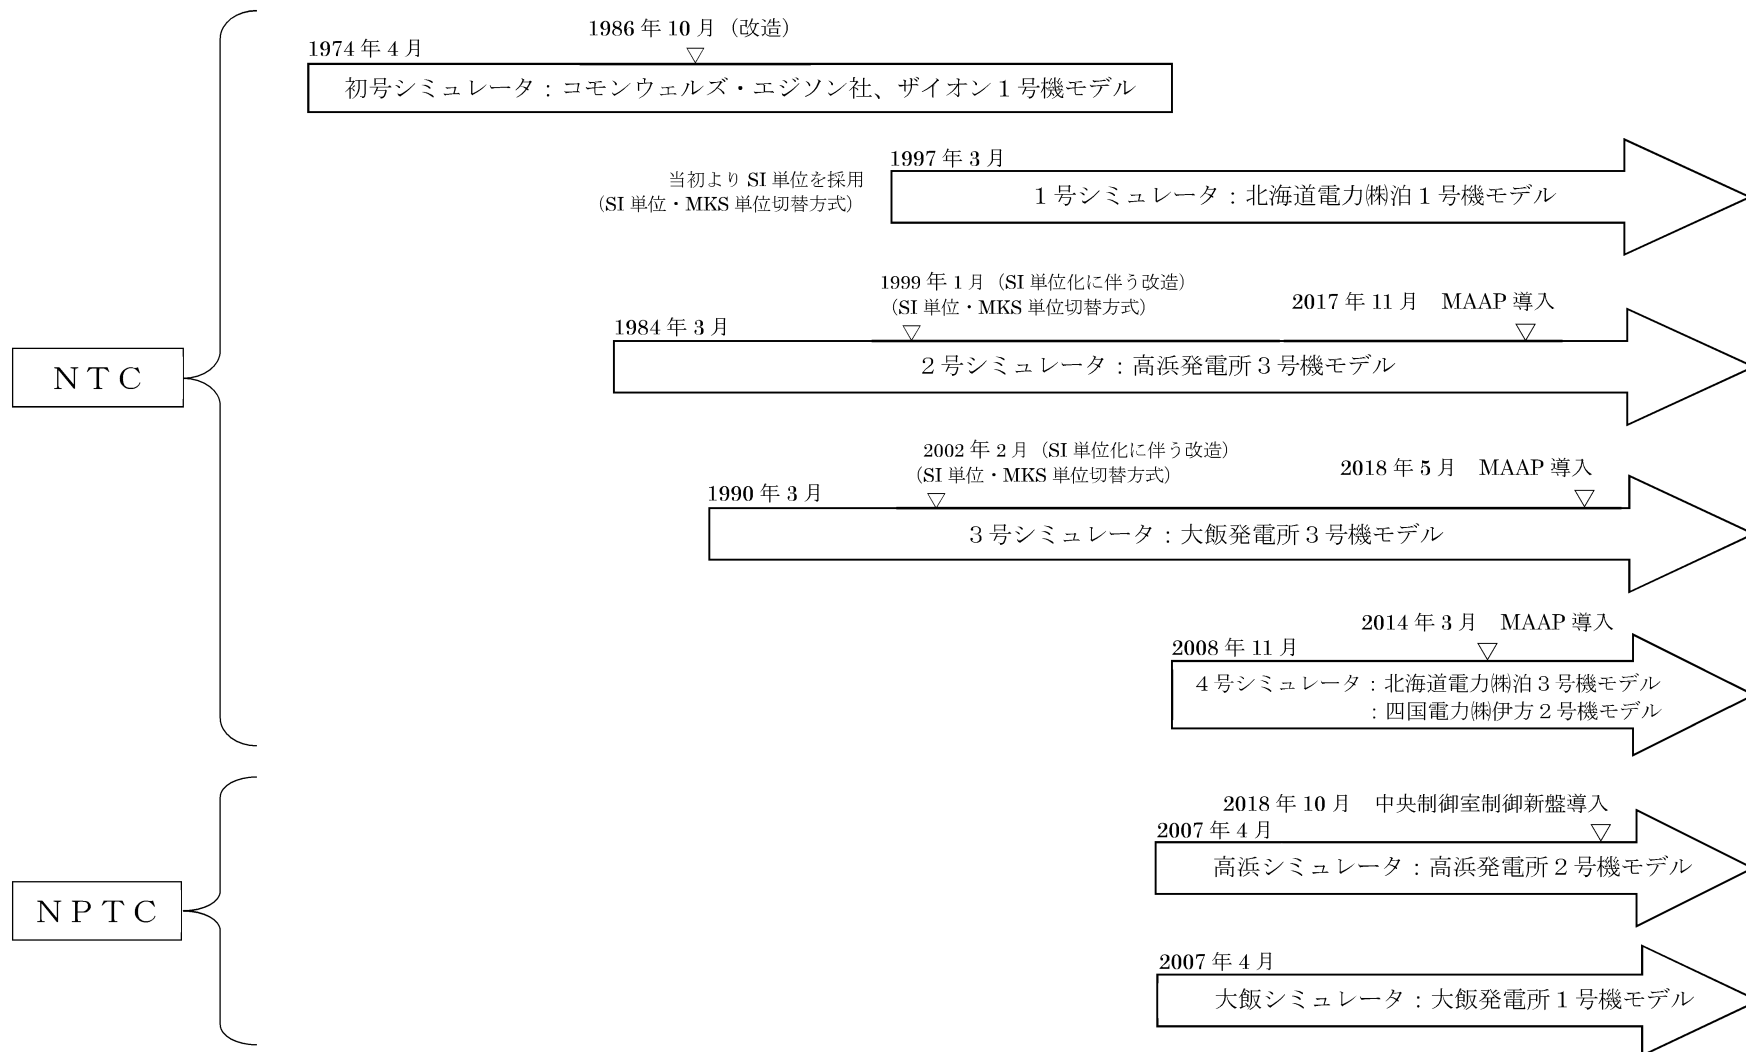 NTC
1986年10月（改造）
1974年4月
初号シミュレータ：コモンウェルズ・エジソン社、ザイオン1号機モデル
1997年3月
当初よりSI単位を採用
（SI単位・MKS単位切替方式）
1号シミュレータ：北海道電力㈱泊1号機モデル
1999年1月（SI単位化に伴う改造）
（SI単位・MKS単位切替方式）
2017年11月　MAAP導入
1984年3月
2号シミュレータ：高浜発電所3号機モデル
2002年2月（SI単位化に伴う改造）
（SI単位・MKS単位切替方式）
2018年5月　MAAP導入
1990年3月
3号シミュレータ：大飯発電所3号機モデル
2014年3月　MAAP導入
2008年11月
4号シミュレータ：北海道電力㈱泊3号機モデル
：四国電力㈱伊方2号機モデル
NPTC
2018年10月　中央制御室制御新盤導入
2007年4月
高浜シミュレータ：高浜発電所2号機モデル
2007年4月
大飯シミュレータ：大飯発電所1号機モデル